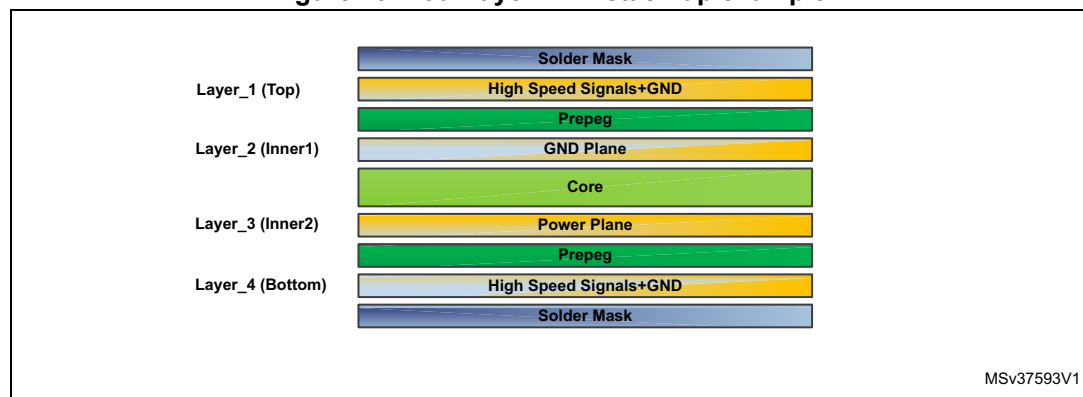 Solder Mask
Layer_1 (Top) High Speed Signals+GND
Prepeg
Layer_2 (Inner1) GND Plane
Core
Layer_3 (Inner2) Power Plane
Prepeg
Layer_4 (Bottom) High Speed Signals+GND
Solder Mask
MSv37593V1